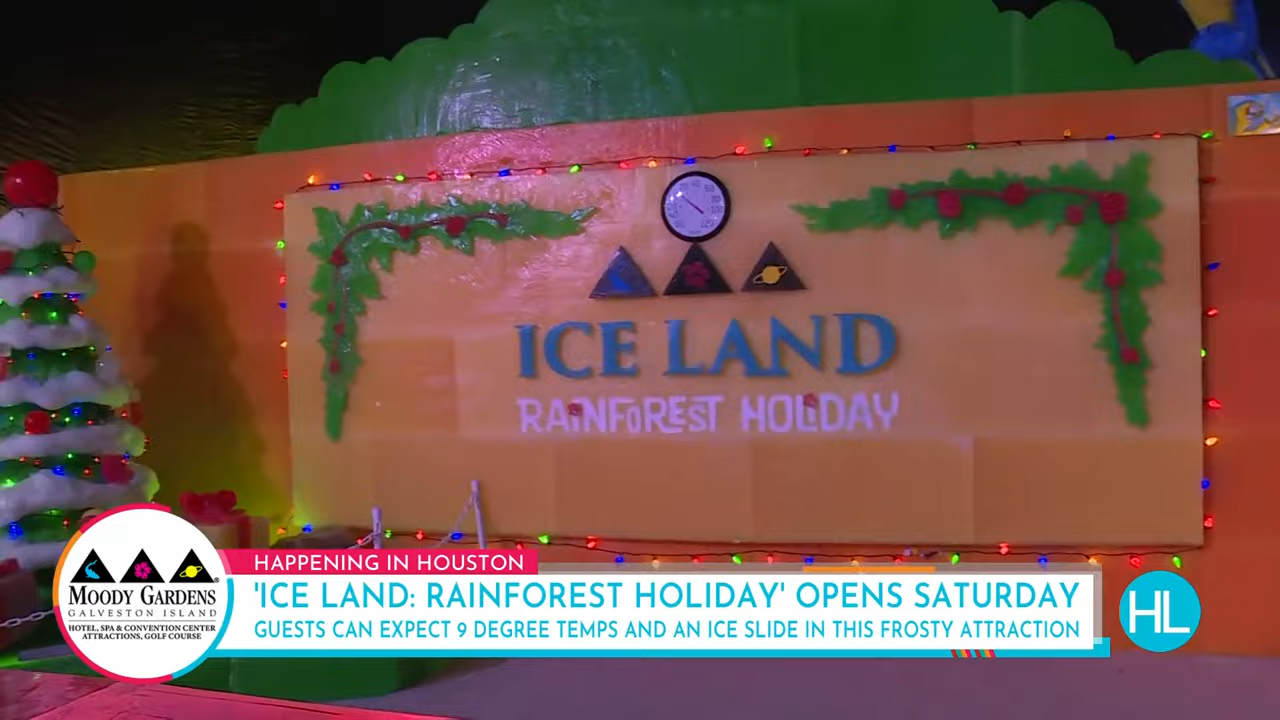 ICE LAND
RAINFOREST HOLIDAY
HAPPENING IN HOUSTON
'ICE LAND: RAINFOREST HOLIDAY' OPENS SATURDAY
GUESTS CAN EXPECT 9 DEGREE TEMPS AND AN ICE SLIDE IN THIS FROSTY ATTRACTION
MOODY GARDENS®
GALVESTON ISLAND
HOTEL, SPA & CONVENTION CENTER
ATTRACTIONS, GOLF COURSE
HL